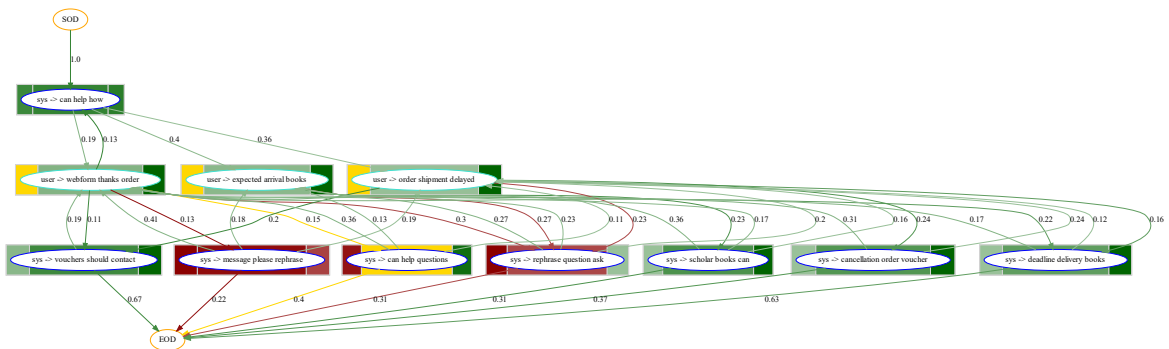 SOD
1.0
sys -> can help how
0.19 0.13 0.4 0.36
user -> webform thanks order user -> expected arrival books user -> order shipment delayed
0.19 0.11 0.41 0.13 0.18 0.2 0.19 0.15 0.36 0.13 0.3 0.27 0.27 0.23 0.11 0.23 0.36 0.23 0.17 0.2 0.31 0.16 0.24 0.17 0.22 0.24 0.12 0.16
sys -> vouchers should contact sys -> message please rephrase sys -> can help questions sys -> rephrase question ask sys -> scholar books can sys -> cancellation order voucher sys -> deadline delivery books
0.67 0.22 0.4 0.31 0.31 0.37 0.63
EOD